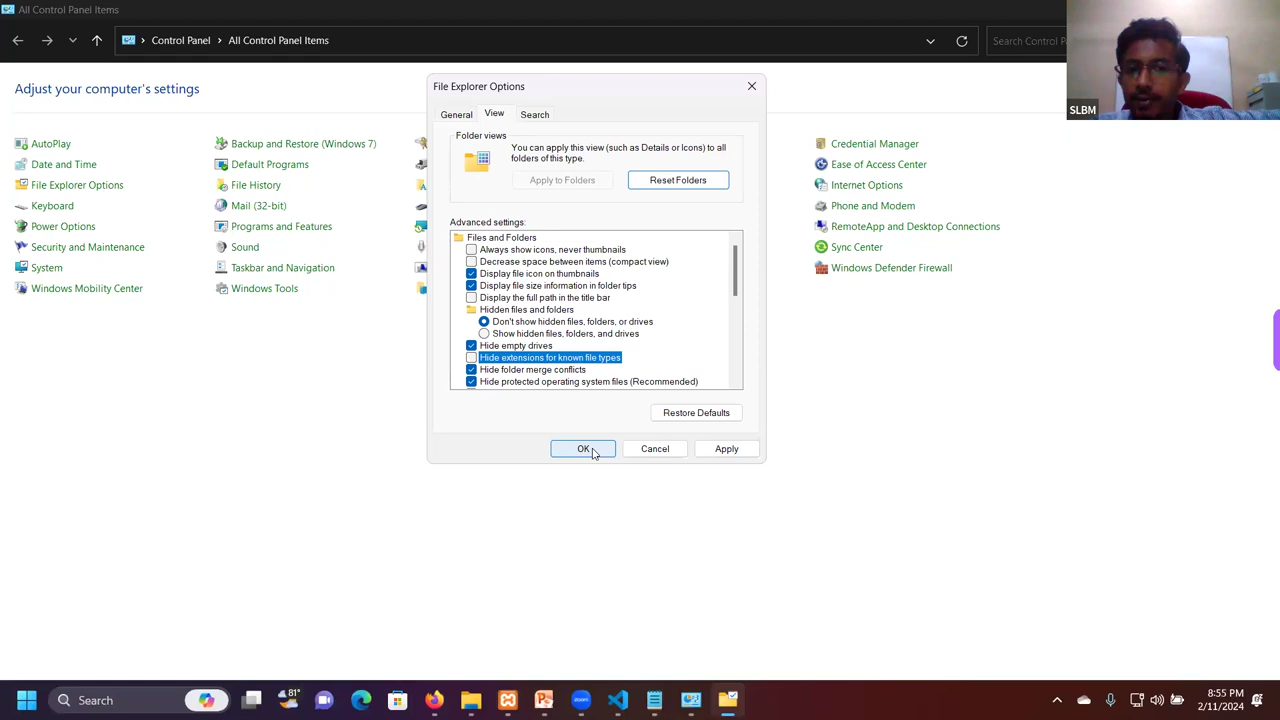 All Control Panel Items
Control Panel > All Control Panel Items
Search Control P
SLBM
Adjust your computer's settings
File Explorer Options
General
View
Search
Folder views
You can apply this view (such as Details or Icons) to all
folders of this type.
Apply to Folders
Reset Folders
Advanced settings:
Files and Folders
Always show icons, never thumbnails
Decrease space between items (compact view)
Display file icon on thumbnails
Display file size information in folder tips
Display the full path in the title bar
Hidden files and folders
Don't show hidden files, folders, or drives
Show hidden files, folders, and drives
Hide empty drives
Hide extensions for known file types
Hide folder merge conflicts
Hide protected operating system files (Recommended)
Restore Defaults
OK
Cancel
Apply
AutoPlay
Date and Time
File Explorer Options
Keyboard
Power Options
Security and Maintenance
System
Windows Mobility Center
Backup and Restore (Windows 7)
Default Programs
File History
Mail (32-bit)
Programs and Features
Sound
Taskbar and Navigation
Windows Tools
Credential Manager
Ease of Access Center
Internet Options
Phone and Modem
RemoteApp and Desktop Connections
Sync Center
Windows Defender Firewall
Search
81°
zoom
8:55 PM
2/11/2024